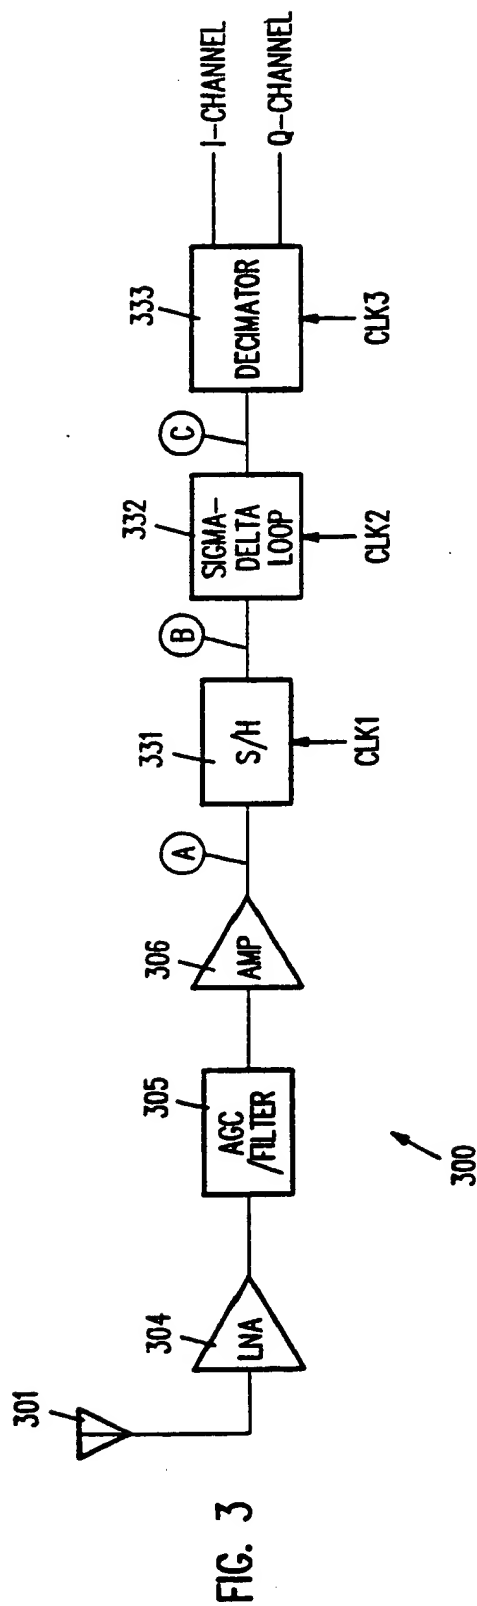 FIG. 3
301
304
LNA
305
AGC
/FILTER
306
AMP
A
331
S/H
CLK1
B
332
SIGMA-
DELTA
LOOP
CLK2
C
333
DECIMATOR
CLK3
I-CHANNEL
Q-CHANNEL
300